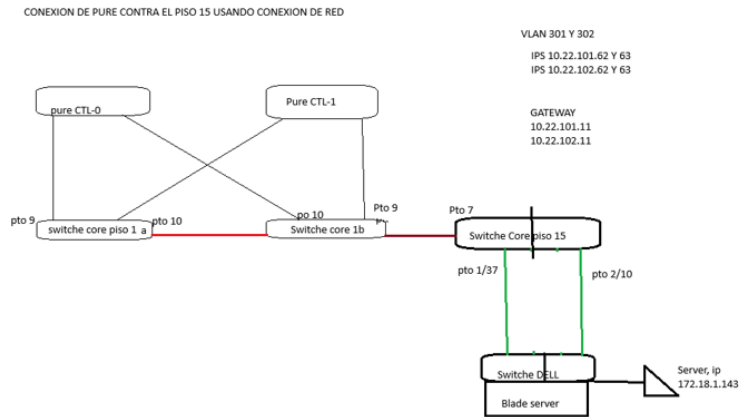 CONEXION DE PURE CONTRA EL PISO 15 USANDO CONEXION DE RED
VLAN 301 Y 302
IPS 10.22.101.62 Y 63
IPS 10.22.102.62 Y 63
GATEWAY
10.22.101.11
10.22.102.11
pure CTL-0
Pure CTL-1
pto 9
pto 10
po 10
Pto 9
Pto 7
switche core piso 1 a
Switche core 1b
Switche Core piso 15
pto 1/37
pto 2/10
Switche DELL
Blade server
Server, ip
172.18.1.143